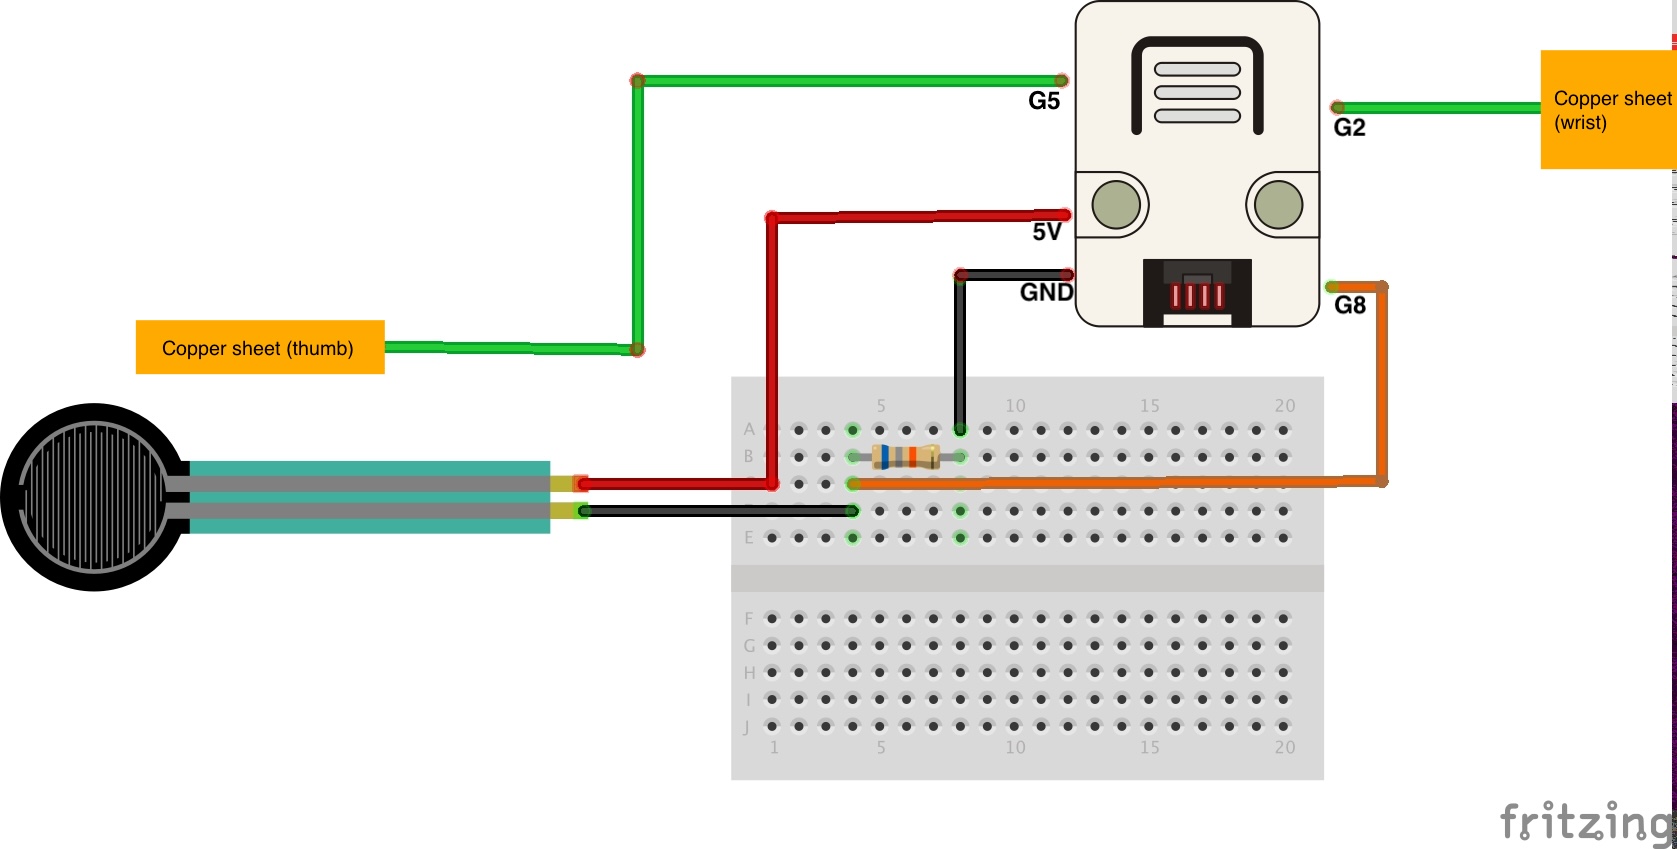 G5
Copper sheet
(wrist)
G2
5V
GND
G8
Copper sheet (thumb)
5 10 15 20
A
B
E
F
G
H
I
J
1 5 10 15 20
fritzing